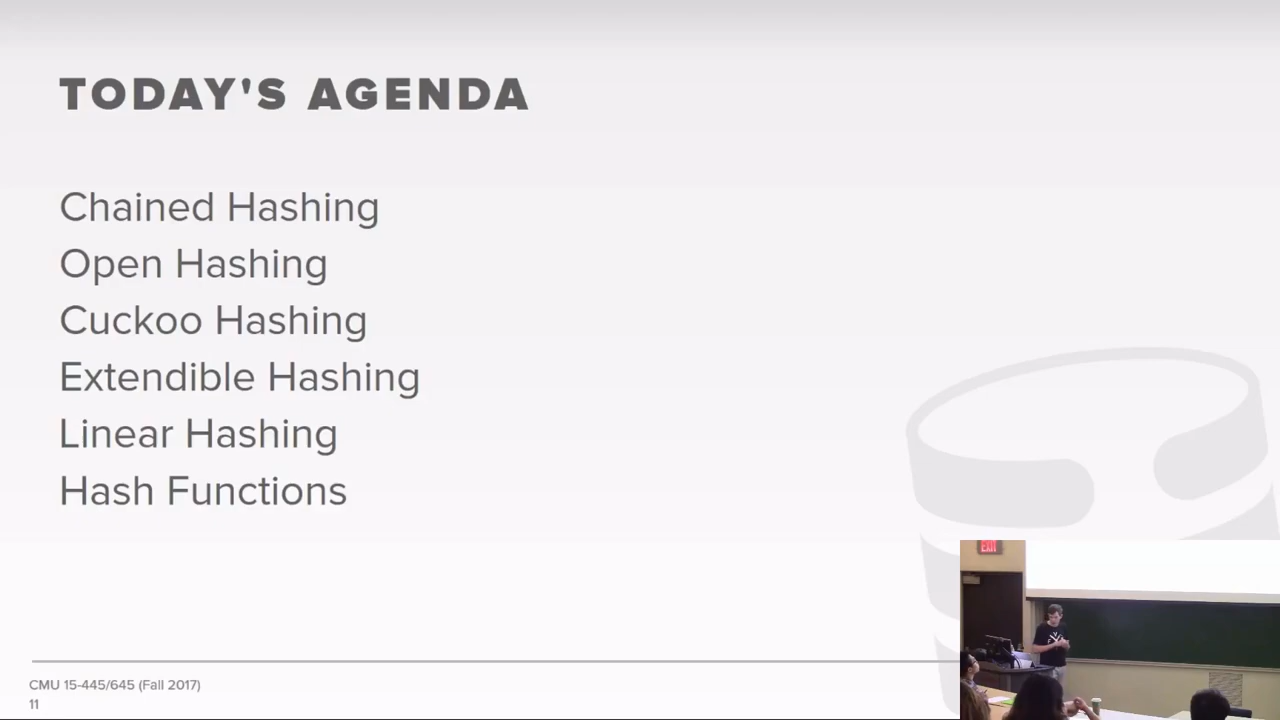 TODAY'S AGENDA
Chained Hashing
Open Hashing
Cuckoo Hashing
Extendible Hashing
Linear Hashing
Hash Functions
CMU 15-445/645 (Fall 2017)
11
EXIT